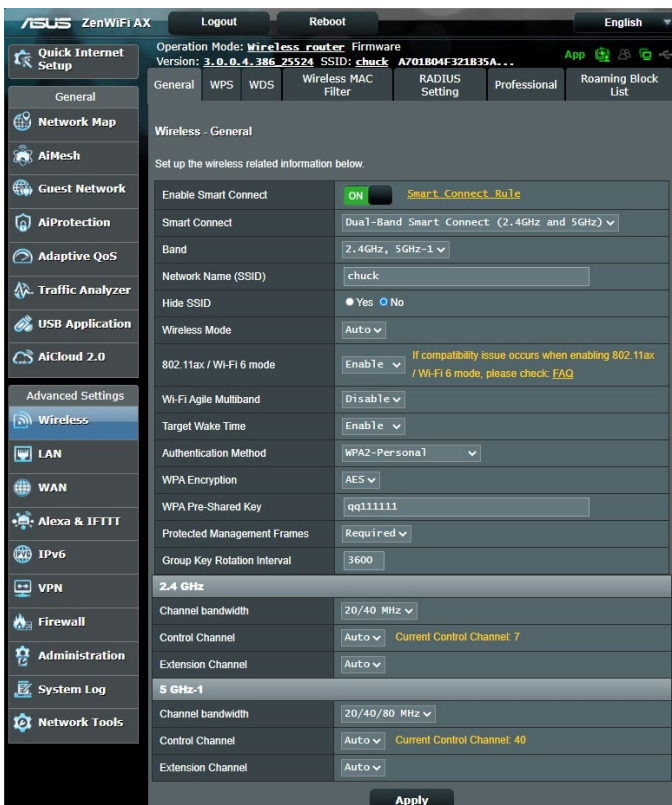 ASUS ZenWiFi AX Logout Reboot English
Quick Internet Setup
General
Network Map
AiMesh
Guest Network
AiProtection
Adaptive QoS
Traffic Analyzer
USB Application
AiCloud 2.0
Advanced Settings
Wireless
LAN
WAN
Alexa & IFTTT
IPv6
VPN
Firewall
Administration
System Log
Network Tools
Operation Mode: Wireless router Firmware
Version: 3.0.0.4.386_25524 SSID: chuck A701B04F321B35A...
App
General WPS WDS Wireless MAC Filter RADIUS Setting Professional Roaming Block List
Wireless - General
Set up the wireless related information below.
Enable Smart Connect ON Smart Connect Rule
Smart Connect Dual-Band Smart Connect (2.4GHz and 5GHz)
Band 2.4GHz, 5GHz-1
Network Name (SSID) chuck
Hide SSID Yes No
Wireless Mode Auto
802.11ax / Wi-Fi 6 mode Enable If compatibility issue occurs when enabling 802.11ax
/ Wi-Fi 6 mode, please check: FAQ
Wi-Fi Agile Multiband Disable
Target Wake Time Enable
Authentication Method WPA2-Personal
WPA Encryption AES
WPA Pre-Shared Key qq111111
Protected Management Frames Required
Group Key Rotation Interval 3600
2.4 GHz
Channel bandwidth 20/40 MHz
Control Channel Auto Current Control Channel: 7
Extension Channel Auto
5 GHz-1
Channel bandwidth 20/40/80 MHz
Control Channel Auto Current Control Channel: 40
Extension Channel Auto
Apply